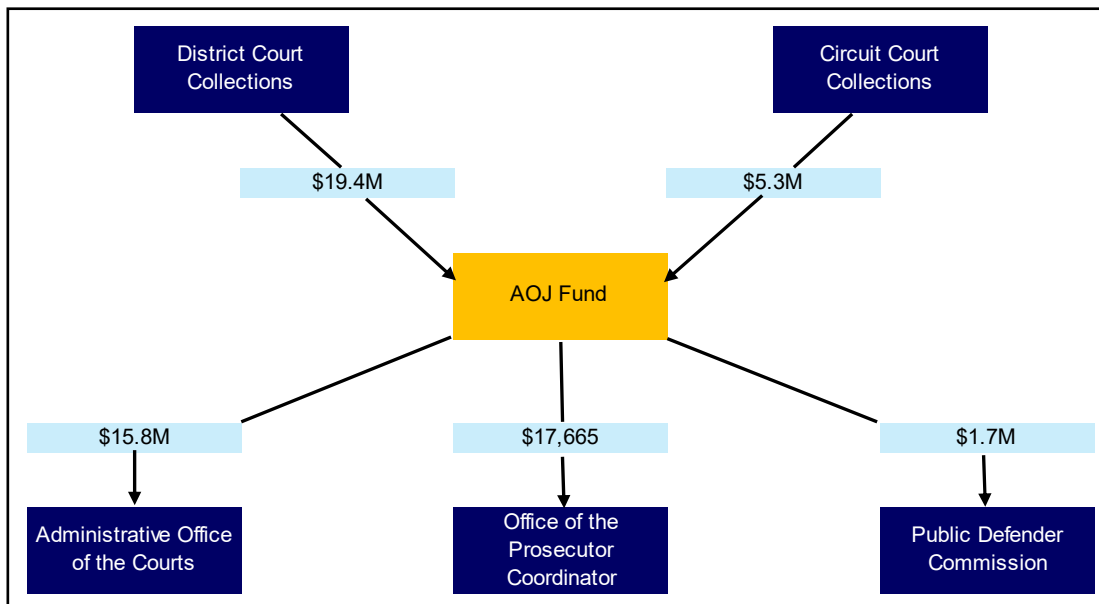 District Court
Collections
Circuit Court
Collections
$19.4M
$5.3M
AOJ Fund
$15.8M
$17,665
$1.7M
Administrative Office
of the Courts
Office of the
Prosecutor
Coordinator
Public Defender
Commission